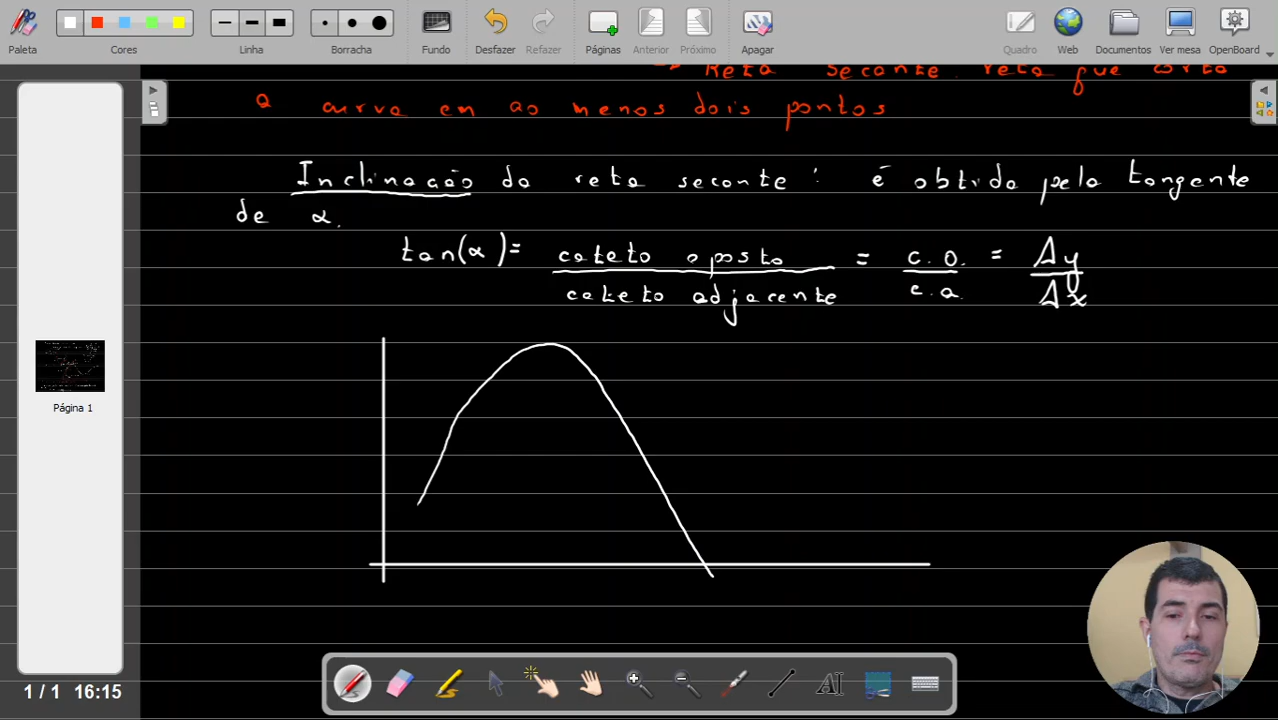 Paleta Cores Linha Borracha Fundo Desfazer Refazer Páginas Anterior Próximo Apagar Quadro Web Documentos Ver mesa OpenBoard
Reta secante reta que corta
a curva em ao menos dois pontos
Inclinação da reta secante : é obtida pela tangente
de α.
tan(α) = cateto oposto / cateto adjacente = c.o. / c.a. = Δy / Δx
Página 1
1 / 1 16:15